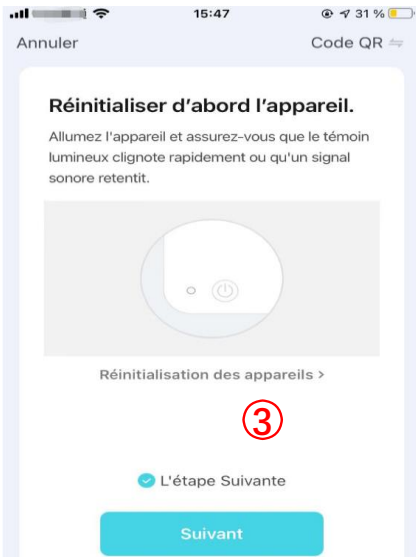 15:47
31 %
Annuler
Code QR
Réinitialiser d'abord l'appareil.
Allumez l'appareil et assurez-vous que le témoin
lumineux clignote rapidement ou qu'un signal
sonore retentit.
Réinitialisation des appareils >
③
L'étape Suivante
Suivant